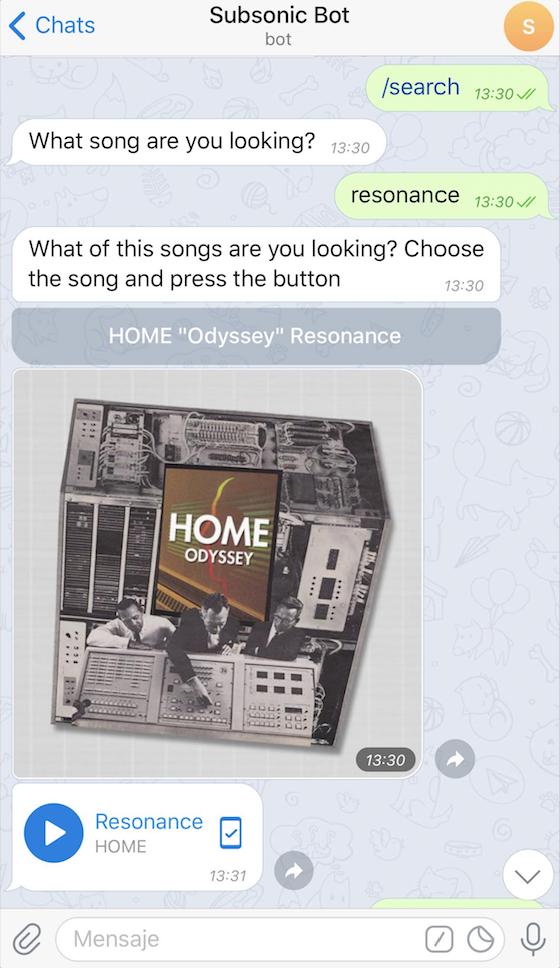 Chats
Subsonic Bot
bot
S
/search 13:30
What song are you looking? 13:30
resonance 13:30
What of this songs are you looking? Choose
the song and press the button 13:30
HOME "Odyssey" Resonance
HOME
ODYSSEY
13:30
Resonance
HOME
13:31
Mensaje